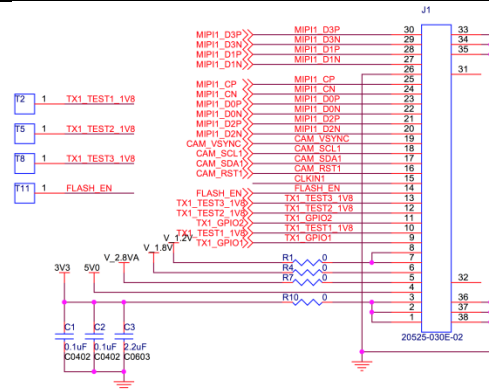 J1
MIPI1_D3P MIPI1_D3P 30 33
MIPI1_D3N MIPI1_D3N 29 34
MIPI1_D1P MIPI1_D1P 28 35
MIPI1_D1N MIPI1_D1N 27
26 31
MIPI1_CP MIPI1_CP 25
MIPI1_CN MIPI1_CN 24
T2 1 TX1_TEST1_1V8 MIPI1_D0P MIPI1_D0P 23
MIPI1_D0N MIPI1_D0N 22
MIPI1_D2P MIPI1_D2P 21
T5 1 TX1_TEST2_1V8 MIPI1_D2N MIPI1_D2N 20
CAM_VSYNC CAM_VSYNC 19
CAM_SCL1 CAM_SCL1 18
T8 1 TX1_TEST3_1V8 CAM_SDA1 CAM_SDA1 17
CAM_RST1 CAM_RST1 16
CLKIN1 15
T11 1 FLASH_EN FLASH_EN FLASH_EN 14
TX1_TEST3_1V8 TX1_TEST3_1V8 13
TX1_TEST2_1V8 TX1_TEST2_1V8 12
TX1_GPIO2 TX1_GPIO2 11
TX1_TEST1_1V8 TX1_TEST1_1V8 10
V_1.2V TX1_GPIO1 TX1_GPIO1 9
V_1.8V 8
V_2.8VA R1 0 7
3V3 5V0 R4 0 6
R7 0 5 32
4
R10 0 3 36
2 37
1 38
C1 C2 C3
20525-030E-02
0.1uF 0.1uF 2.2uF
C0402 C0402 C0603